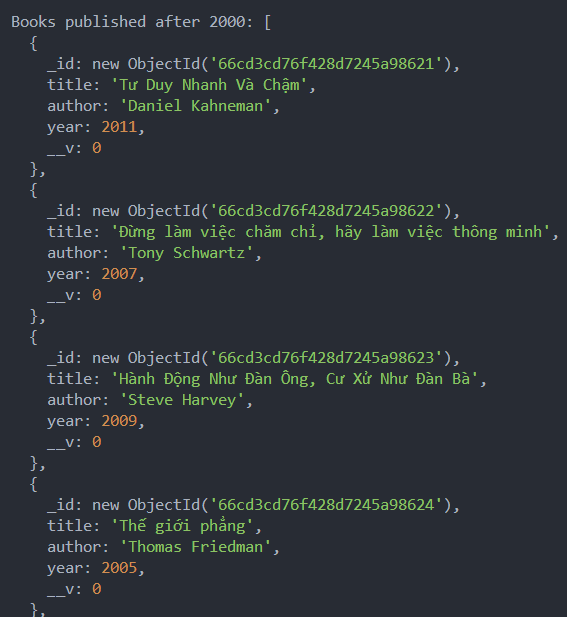 Books published after 2000: [
{
_id: new ObjectId('66cd3cd76f428d7245a98621'),
title: 'Tư Duy Nhanh Và Chậm',
author: 'Daniel Kahneman',
year: 2011,
__v: 0
},
{
_id: new ObjectId('66cd3cd76f428d7245a98622'),
title: 'Đừng làm việc chăm chỉ, hãy làm việc thông minh',
author: 'Tony Schwartz',
year: 2007,
__v: 0
},
{
_id: new ObjectId('66cd3cd76f428d7245a98623'),
title: 'Hành Động Như Đàn Ông, Cư Xử Như Đàn Bà',
author: 'Steve Harvey',
year: 2009,
__v: 0
},
{
_id: new ObjectId('66cd3cd76f428d7245a98624'),
title: 'Thế giới phẳng',
author: 'Thomas Friedman',
year: 2005,
__v: 0
},